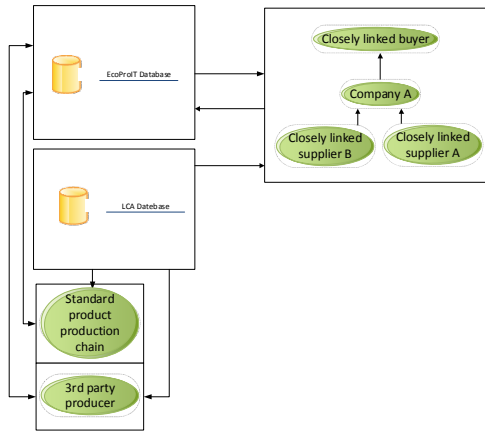 EcoProIT Database
Closely linked buyer
Company A
Closely linked
supplier B
Closely linked
supplier A
LCA Datebase
Standard
product
production
chain
3rd party
producer